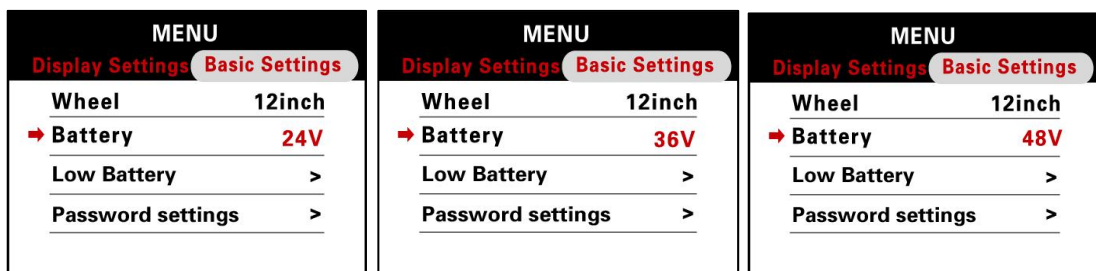 MENU
Display Settings Basic Settings
Wheel 12inch
Battery 24V
Low Battery >
Password settings >
MENU
Display Settings Basic Settings
Wheel 12inch
Battery 36V
Low Battery >
Password settings >
MENU
Display Settings Basic Settings
Wheel 12inch
Battery 48V
Low Battery >
Password settings >